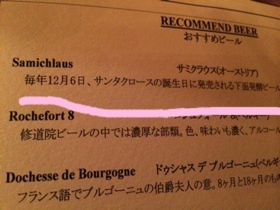 RECOMMEND BEER
おすすめビール
Samichlaus サミクラウス(オーストリア)
毎年12月6日、サンタクロースの誕生日に発売される下面発酵ビー
Rochefort 8
修道院ビールの中では濃厚な部類。色、味わいも濃く、アルコー
Dochesse de Bourgogne ドゥシャス デ ブルゴーニュ(ベルギ
フランス語でブルゴーニュの伯爵夫人の意。8ヶ月と18ヶ月のも